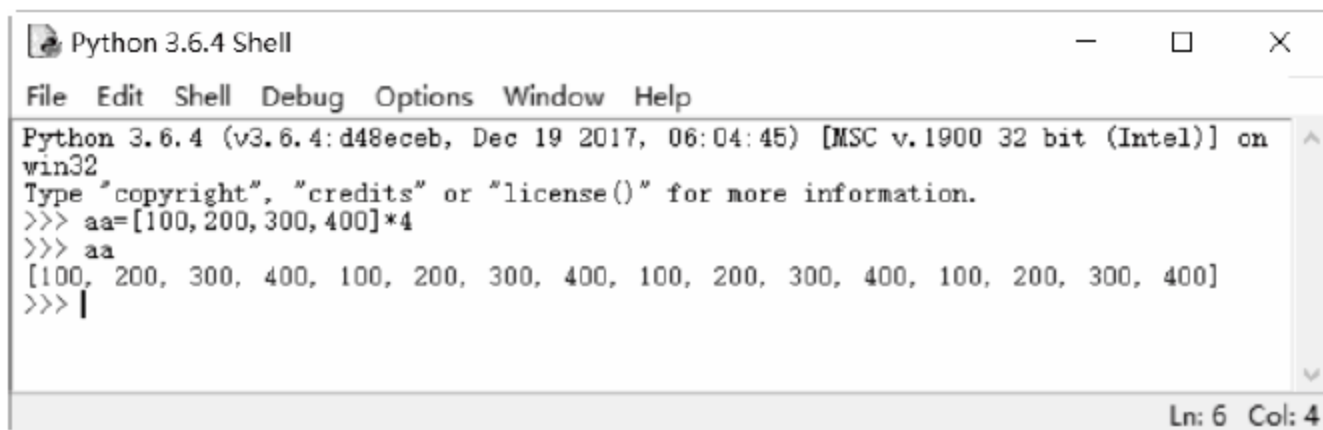 Python 3.6.4 Shell
File Edit Shell Debug Options Window Help
Python 3.6.4 (v3.6.4:d48eceb, Dec 19 2017, 06:04:45) [MSC v.1900 32 bit (Intel)] on
win32
Type "copyright", "credits" or "license()" for more information.
>>> aa=[100,200,300,400]*4
>>> aa
[100, 200, 300, 400, 100, 200, 300, 400, 100, 200, 300, 400, 100, 200, 300, 400]
>>>
Ln: 6 Col: 4